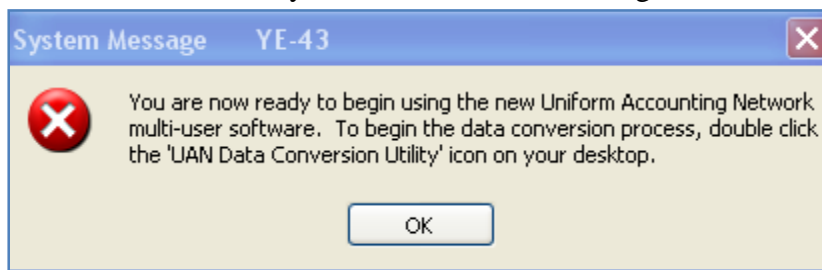 System Message YE-43
You are now ready to begin using the new Uniform Accounting Network
multi-user software. To begin the data conversion process, double click
the 'UAN Data Conversion Utility' icon on your desktop.
OK